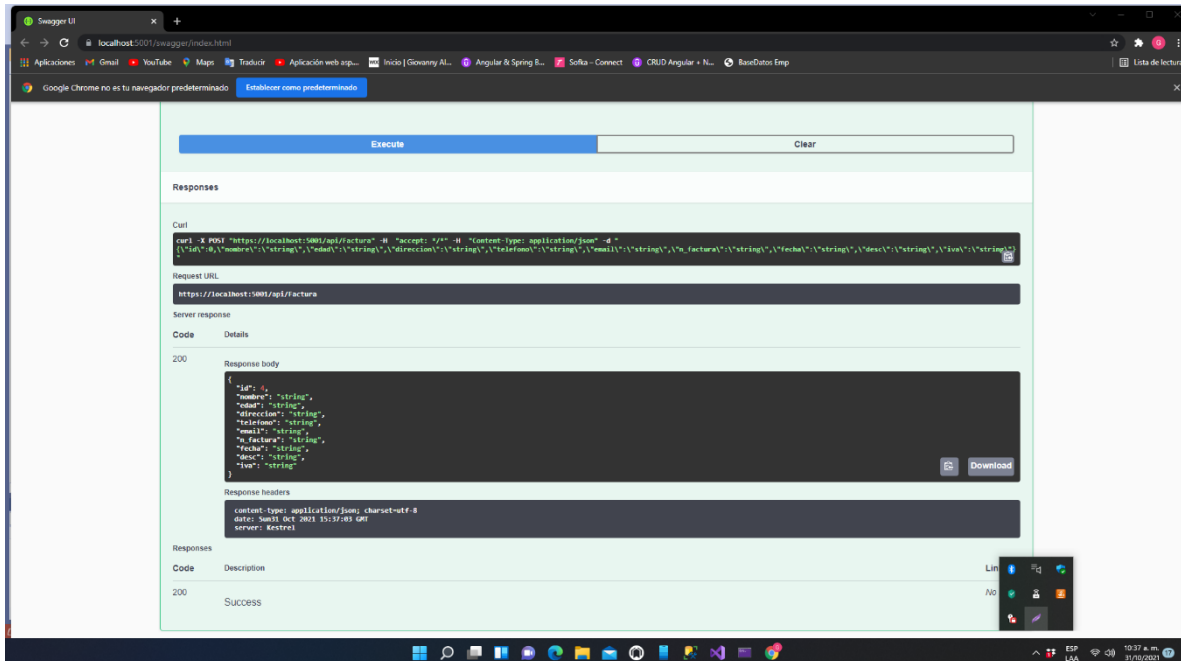 Swagger UI
localhost:5001/swagger/index.html
Aplicaciones Gmail YouTube Maps Traducir Aplicación web asp.... Inicio | Giovanny Al... Angular & Spring B... Sofka – Connect CRUD Angular + N... BaseDatos Emp Lista de lectura
Google Chrome no es tu navegador predeterminado Establecer como predeterminado
Execute Clear
Responses
Curl
curl -X POST "https://localhost:5001/api/Factura" -H "accept: */*" -H "Content-Type: application/json" -d "
{\"id\":0,\"nombre\":\"string\",\"edad\":\"string\",\"direccion\":\"string\",\"telefono\":\"string\",\"email\":\"string\",\"n_factura\":\"string\",\"fecha\":\"string\",\"desc\":\"string\",\"iva\":\"string\"}
"
Request URL
https://localhost:5001/api/Factura
Server response
Code Details
200
Response body
{
"id": 4,
"nombre": "string",
"edad": "string",
"direccion": "string",
"telefono": "string",
"email": "string",
"n_factura": "string",
"fecha": "string",
"desc": "string",
"iva": "string"
}
Download
Response headers
content-type: application/json; charset=utf-8
date: Sun31 Oct 2021 15:37:03 GMT
server: Kestrel
Responses
Code Description Lin
200 Success No
ESP
LAA
10:37 a. m.
31/10/2021
17